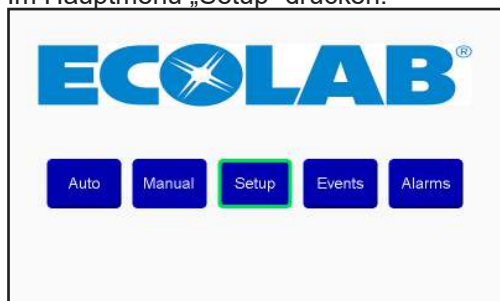 Im Hauptmenü „Setup“ drücken.
ECOLAB®
Auto Manual Setup Events Alarms